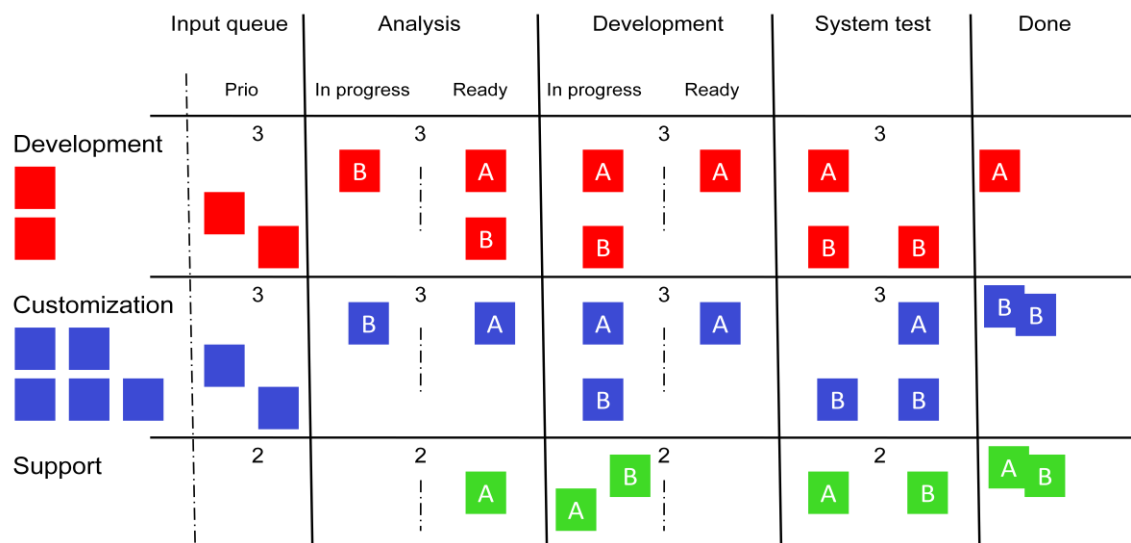 Input queue Analysis Development System test Done
Prio In progress Ready In progress Ready
3 3 3 3
Development
B A A A A A
B B B B
3 3 3 3
Customization
B A A A A B B
B B B
2 2 2 2
Support
A A B A B A B